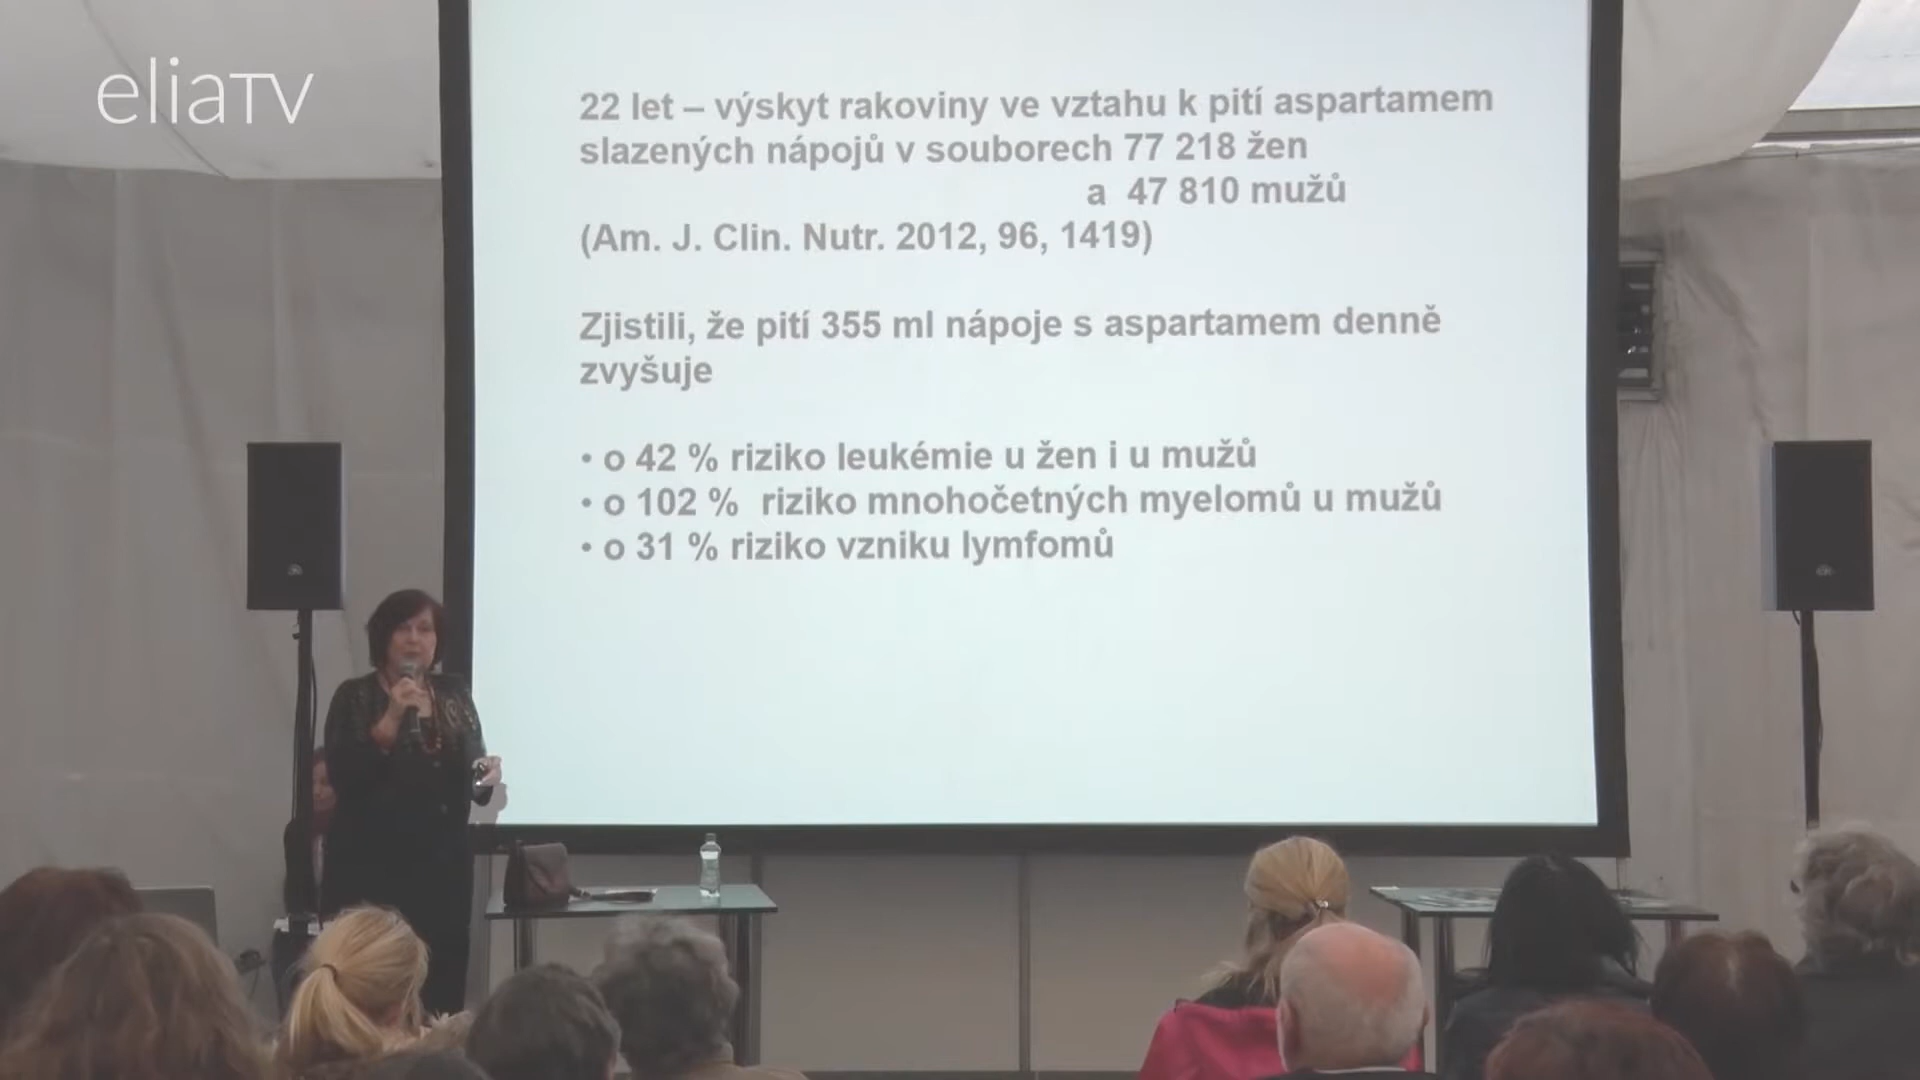 eliaTV
22 let – výskyt rakoviny ve vztahu k pití aspartamem
slazených nápojů v souborech 77 218 žen
a 47 810 mužů
(Am. J. Clin. Nutr. 2012, 96, 1419)
Zjistili, že pití 355 ml nápoje s aspartamem denně
zvyšuje
• o 42 % riziko leukémie u žen i u mužů
• o 102 % riziko mnohočetných myelomů u mužů
• o 31 % riziko vzniku lymfomů